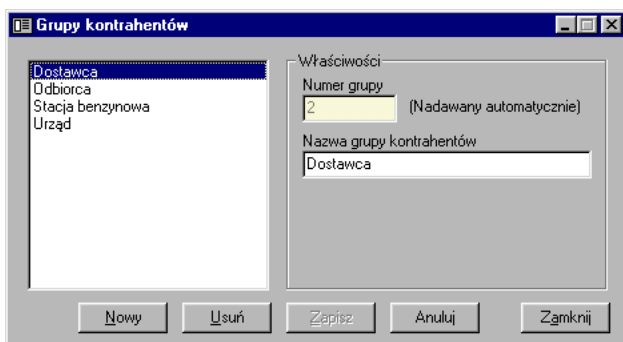 Grupy kontrahentów
Dostawca
Odbiorca
Stacja benzynowa
Urząd
Właściwości
Numer grupy
2 (Nadawany automatycznie)
Nazwa grupy kontrahentów
Dostawca
Nowy Usuń Zapisz Anuluj Zamknij